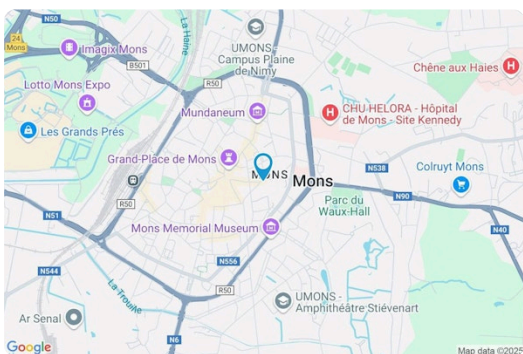 N50
24
Mons
Imagix Mons
B501
La Haine
R50
UMONS -
Campus Plaine
de Nimy
Chêne aux Haies
Lotto Mons Expo
Mundaneum
CHU HELORA - Hôpital
de Mons - Site Kennedy
Les Grands Prés
Grand-Place de Mons
MONS
Mons
N538
Colruyt Mons
R50
Parc du
Waux-Hall
N90
N51
Mons Memorial Museum
N40
N544
N556
La Trouille
R50
UMONS -
Amphithéâtre Stiévenart
Ar Senal
N6
Google
Map data ©2025